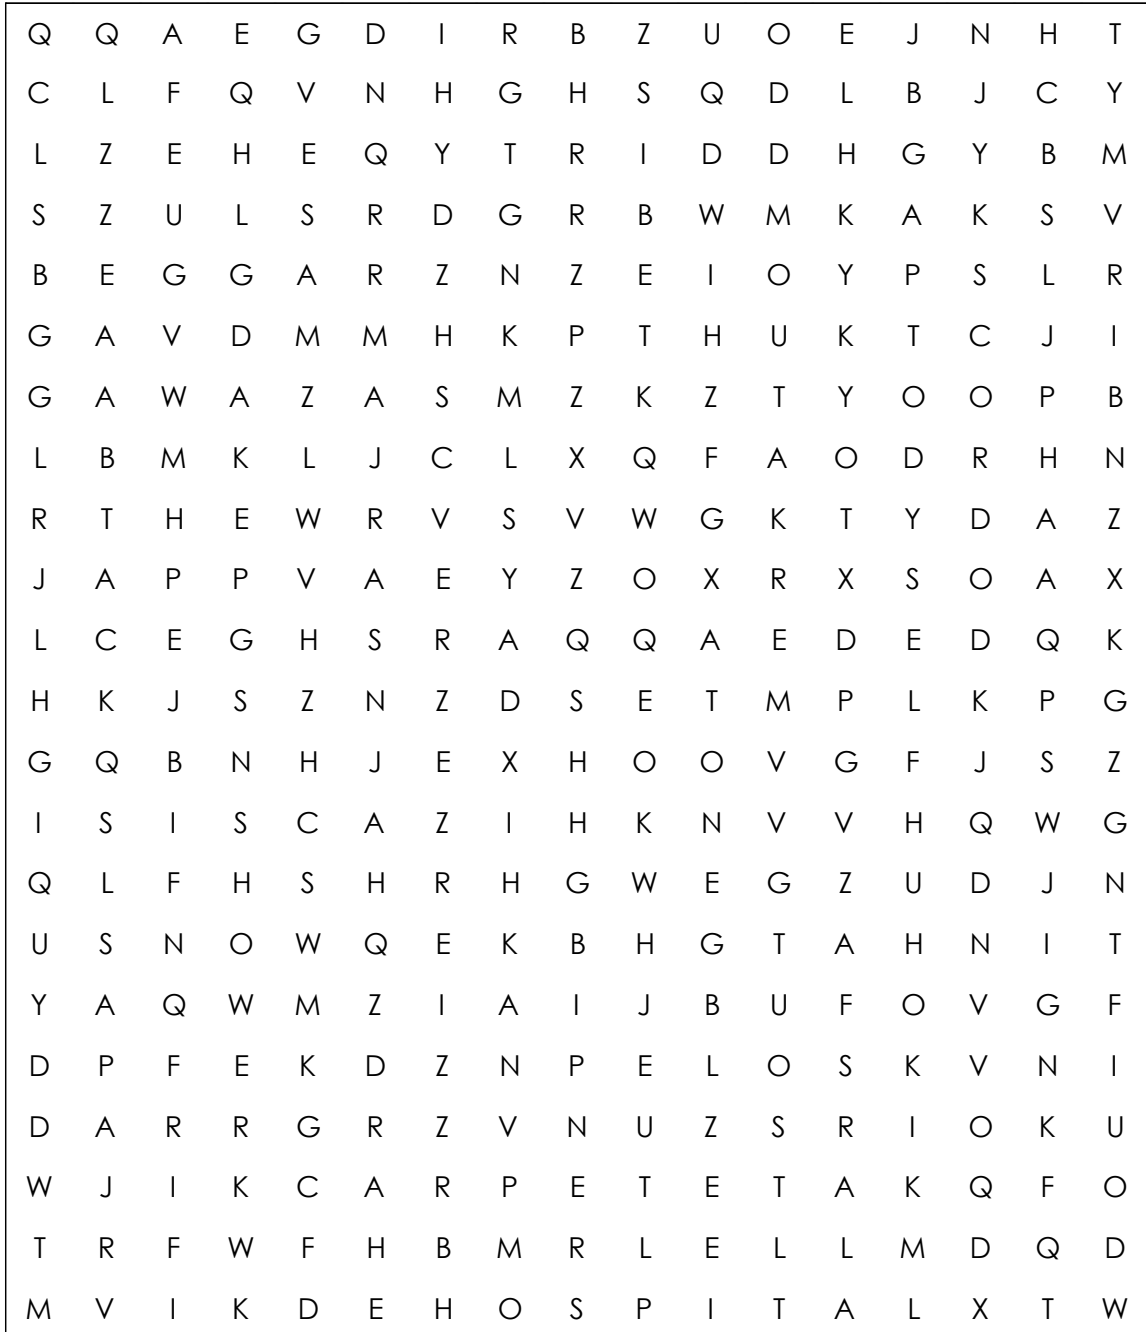 Q Q A E G D I R B Z U O E J N H T
C L F Q V N H G H S Q D L B J C Y
L Z E H E Q Y T R I D D H G Y B M
S Z U L S R D G R B W M K A K S V
B E G G A R Z N Z E I O Y P S L R
G A V D M M H K P T H U K T C J I
G A W A Z A S M Z K Z T Y O O P B
L B M K L J C L X Q F A O D R H N
R T H E W R V S V W G K T Y D A Z
J A P P V A E Y Z O X R X S O A X
L C E G H S R A Q Q A E D E D Q K
H K J S Z N Z D S E T M P L K P G
G Q B N H J E X H O O V G F J S Z
I S I S C A Z I H K N V V H Q W G
Q L F H S H R H G W E G Z U D J N
U S N O W Q E K B H G T A H N I T
Y A Q W M Z I A I J B U F O V G F
D P F E K D Z N P E L O S K V N I
D A R R G R Z V N U Z S R I O K U
W J I K C A R P E T E T A K Q F O
T R F W F H B M R L E L L M D Q D
M V I K D E H O S P I T A L X T W